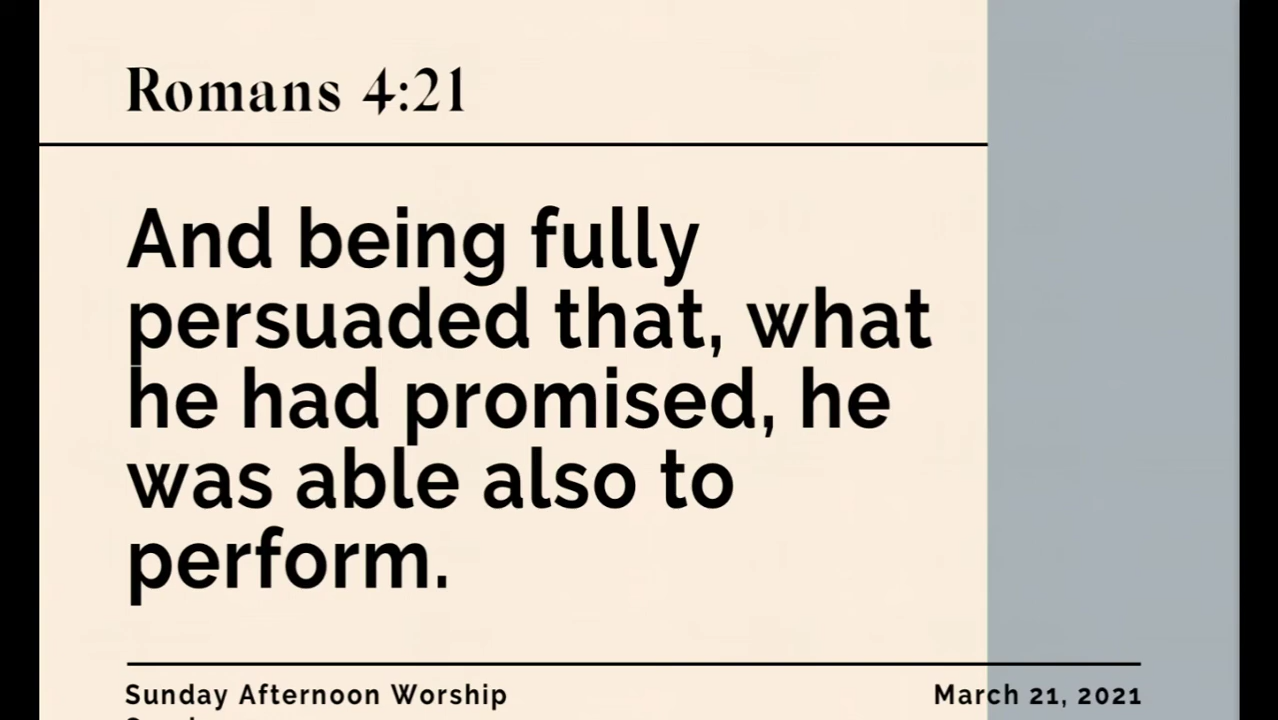 Romans 4:21
And being fully
persuaded that, what
he had promised, he
was able also to
perform.
Sunday Afternoon Worship
March 21, 2021